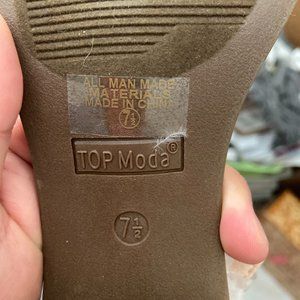 ALL MAN MADE
MATERIALS
MADE IN CHINA
7½
TOP Moda®
7½